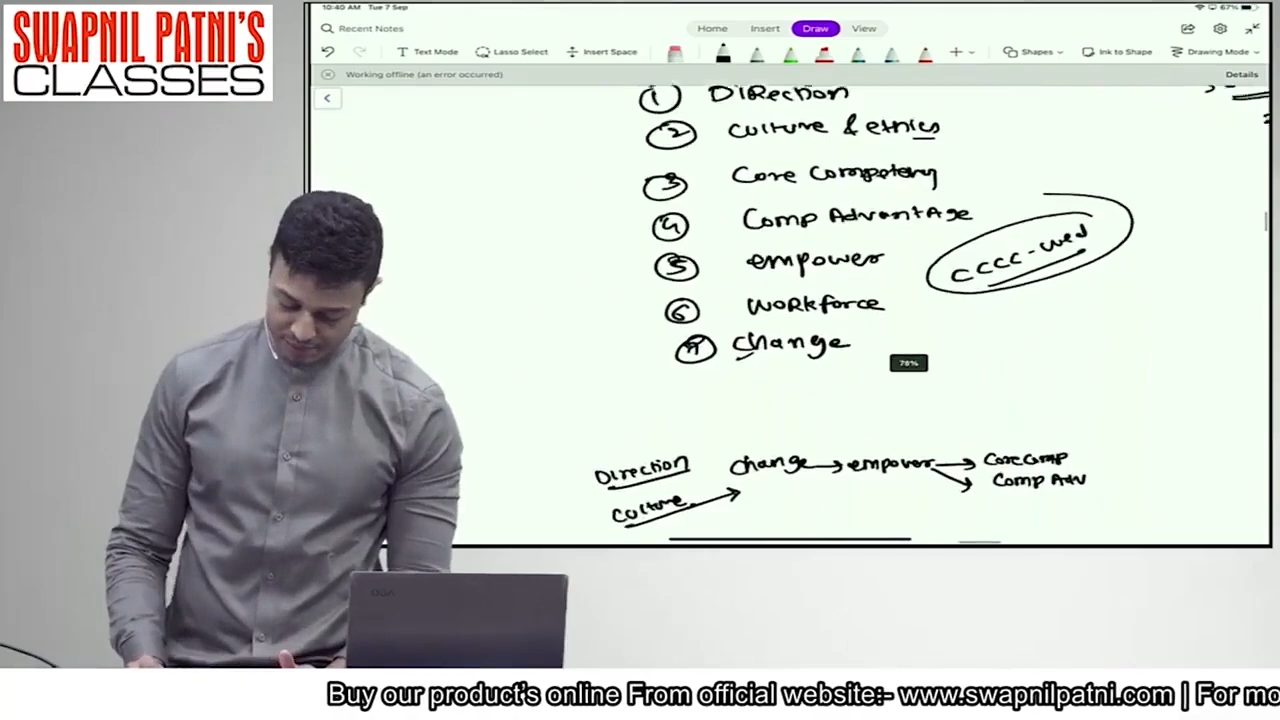 SWAPNIL PATNI'S
CLASSES
10:40 AM Tue 7 Sep
67%
Recent Notes
Home Insert Draw View
Text Mode
Lasso Select
Insert Space
Shapes
Ink to Shape
Drawing Mode
Working offline (an error occurred)
Details
1 Direction
2 culture & ethics
3 Core Competency
4 Comp Advantage
5 empower
6 workforce
7 change
CCCC-wed
78%
Direction change → empower → CoreComp
Comp Adv
Culture
Buy our product's online From official website:- www.swapnilpatni.com | For mo